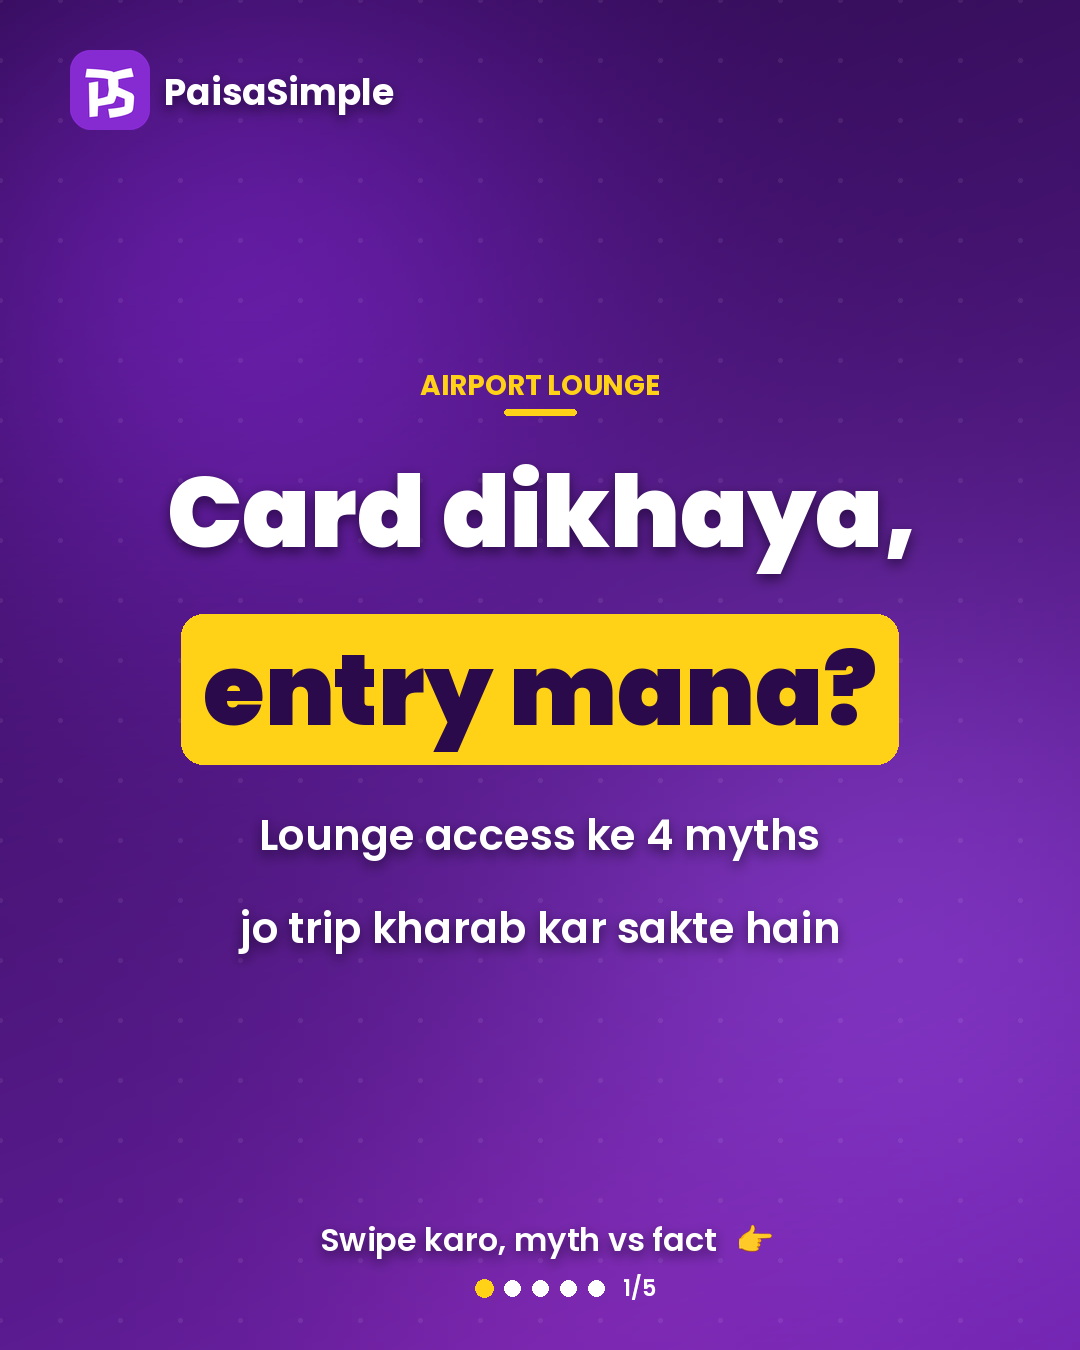 PaisaSimple
AIRPORT LOUNGE
Card dikhaya,
entry mana?
Lounge access ke 4 myths
jo trip kharab kar sakte hain
Swipe karo, myth vs fact 👉
1/5